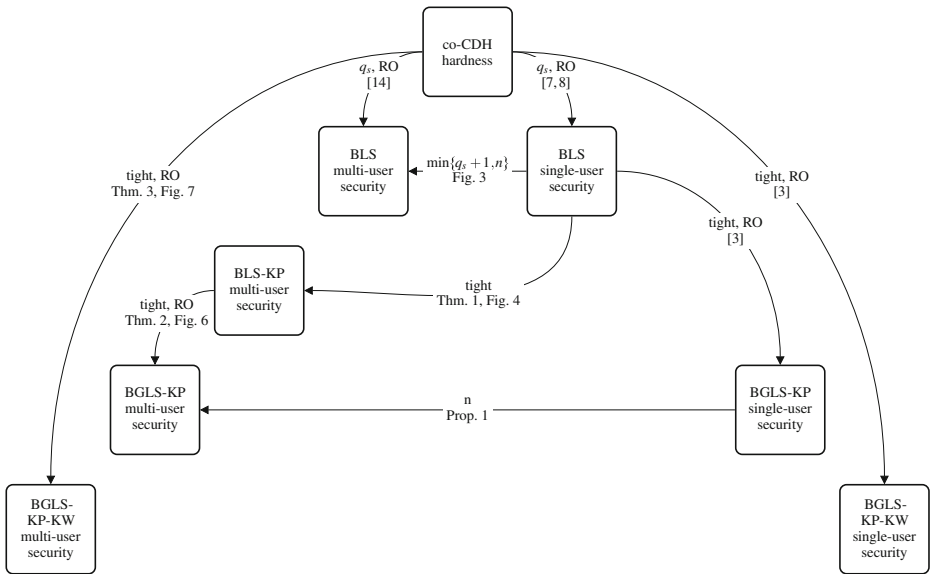 co-CDH
hardness
qₛ, RO
[14]
qₛ, RO
[7,8]
BLS
multi-user
security
min{qₛ + 1, n}
Fig. 3
BLS
single-user
security
tight, RO
Thm. 3, Fig. 7
tight, RO
[3]
tight, RO
[3]
BLS-KP
multi-user
security
tight
Thm. 1, Fig. 4
tight, RO
Thm. 2, Fig. 6
BGLS-KP
multi-user
security
n
Prop. 1
BGLS-KP
single-user
security
BGLS-
KP-KW
multi-user
security
BGLS-
KP-KW
single-user
security